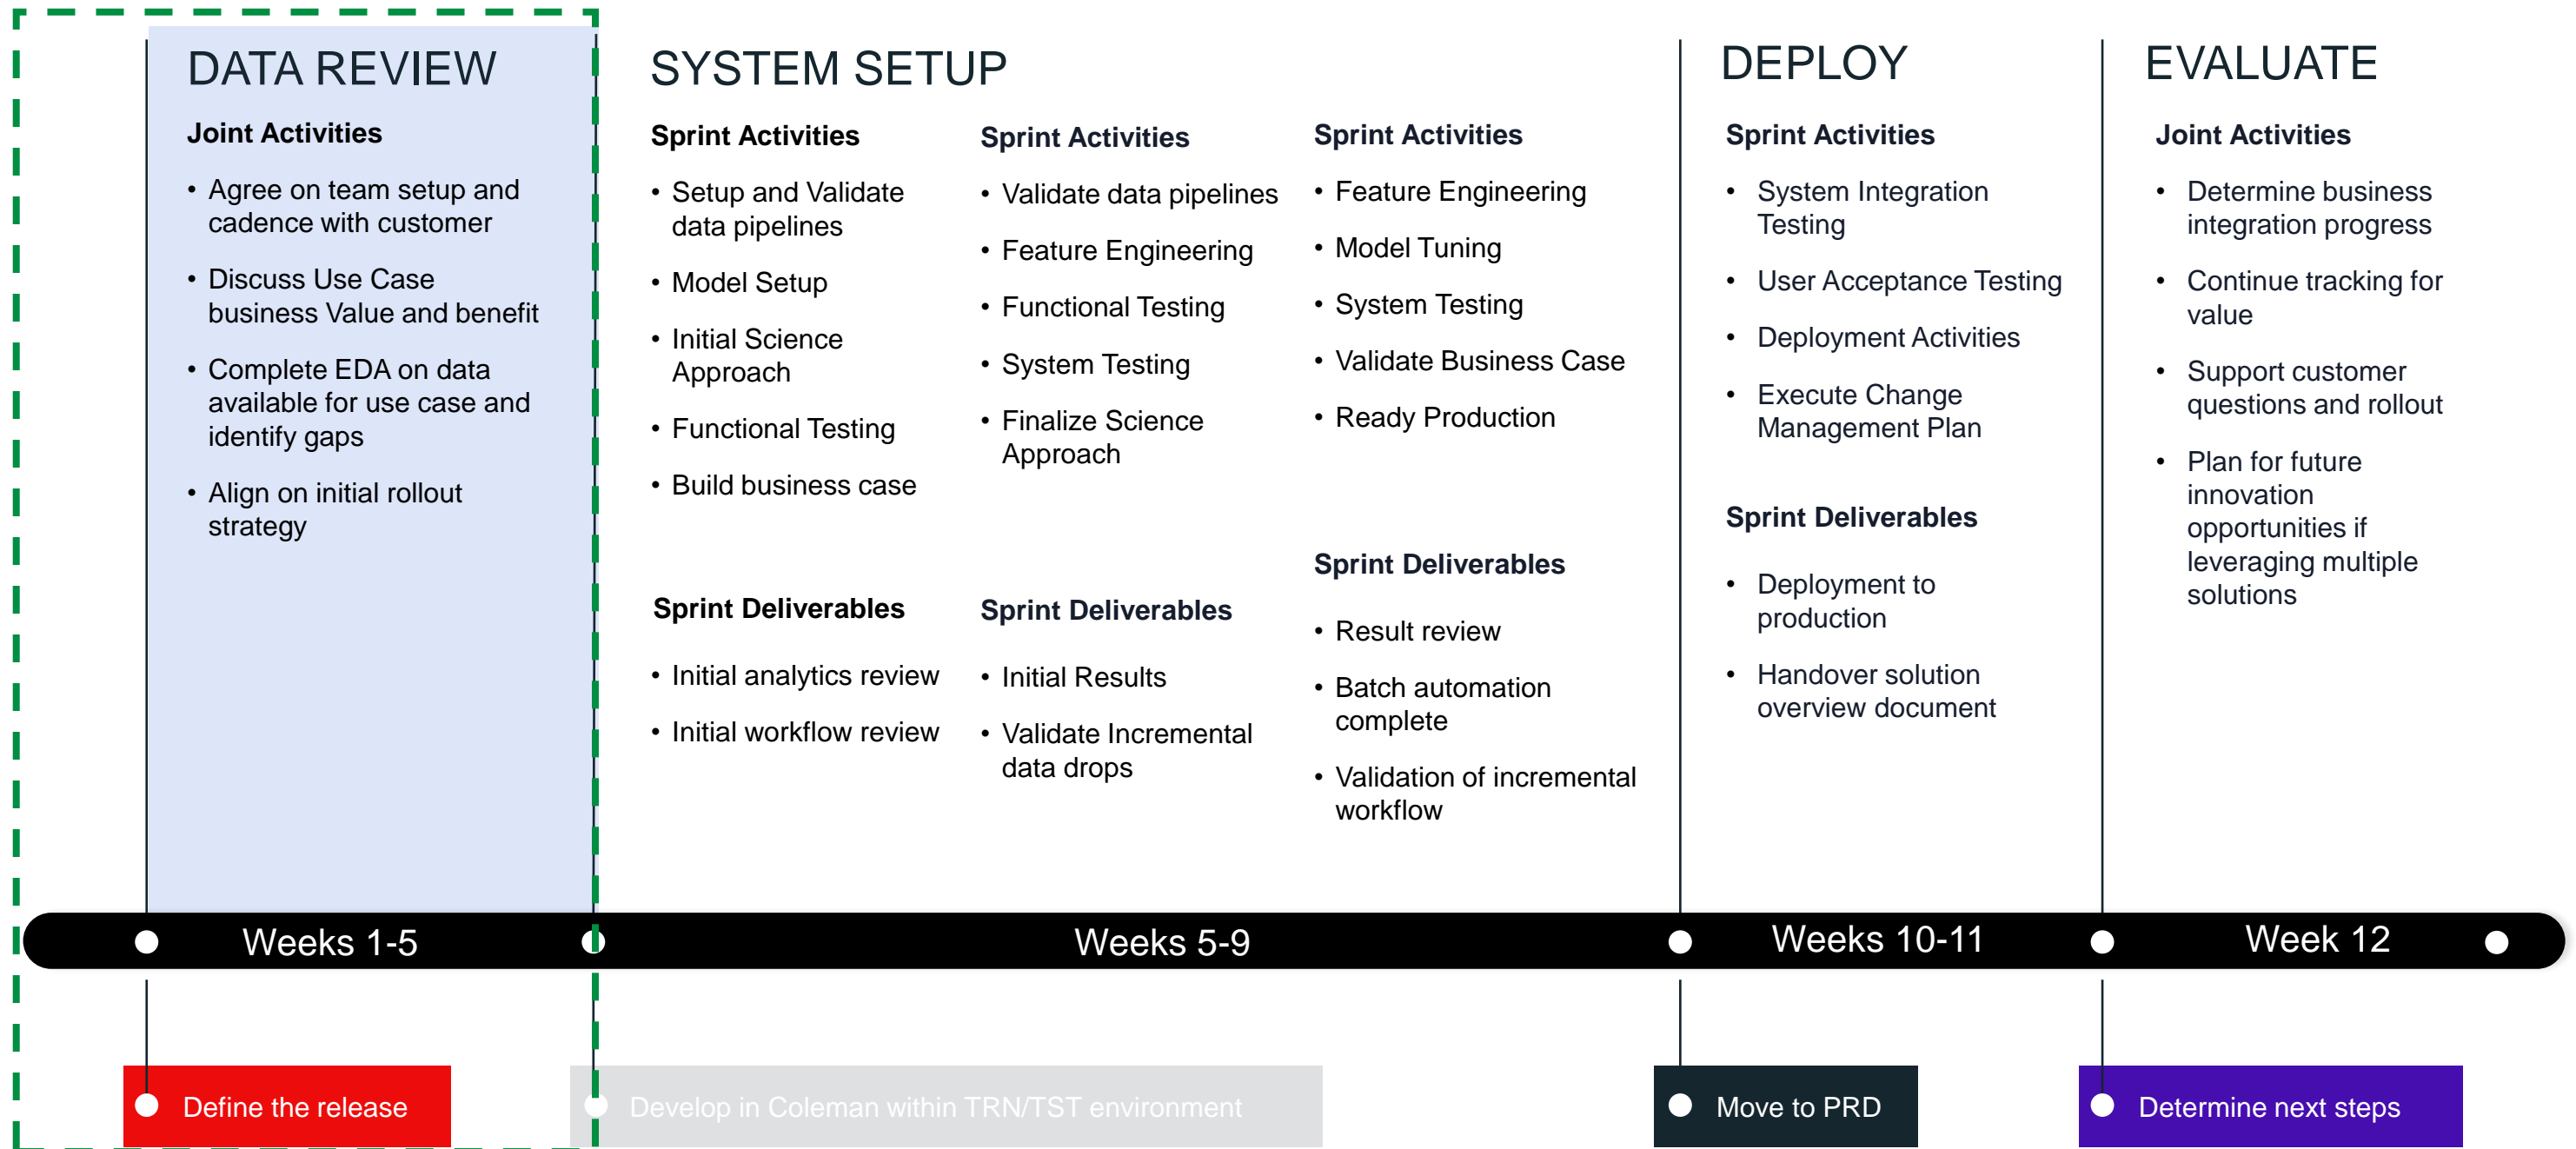 DATA REVIEW
Joint Activities
• Agree on team setup and
cadence with customer
• Discuss Use Case
business Value and benefit
• Complete EDA on data
available for use case and
identify gaps
• Align on initial rollout
strategy
SYSTEM SETUP
Sprint Activities
• Setup and Validate
data pipelines
• Model Setup
• Initial Science
Approach
• Functional Testing
• Build business case
Sprint Deliverables
• Initial analytics review
• Initial workflow review
Sprint Activities
• Validate data pipelines
• Feature Engineering
• Functional Testing
• System Testing
• Finalize Science
Approach
Sprint Deliverables
• Initial Results
• Validate Incremental
data drops
Sprint Activities
• Feature Engineering
• Model Tuning
• System Testing
• Validate Business Case
• Ready Production
Sprint Deliverables
• Result review
• Batch automation
complete
• Validation of incremental
workflow
DEPLOY
Sprint Activities
• System Integration
Testing
• User Acceptance Testing
• Deployment Activities
• Execute Change
Management Plan
Sprint Deliverables
• Deployment to
production
• Handover solution
overview document
EVALUATE
Joint Activities
• Determine business
integration progress
• Continue tracking for
value
• Support customer
questions and rollout
• Plan for future
innovation
opportunities if
leveraging multiple
solutions
Weeks 1-5
Weeks 5-9
Weeks 10-11
Week 12
Define the release
Develop in Coleman within TRN/TST environment
Move to PRD
Determine next steps